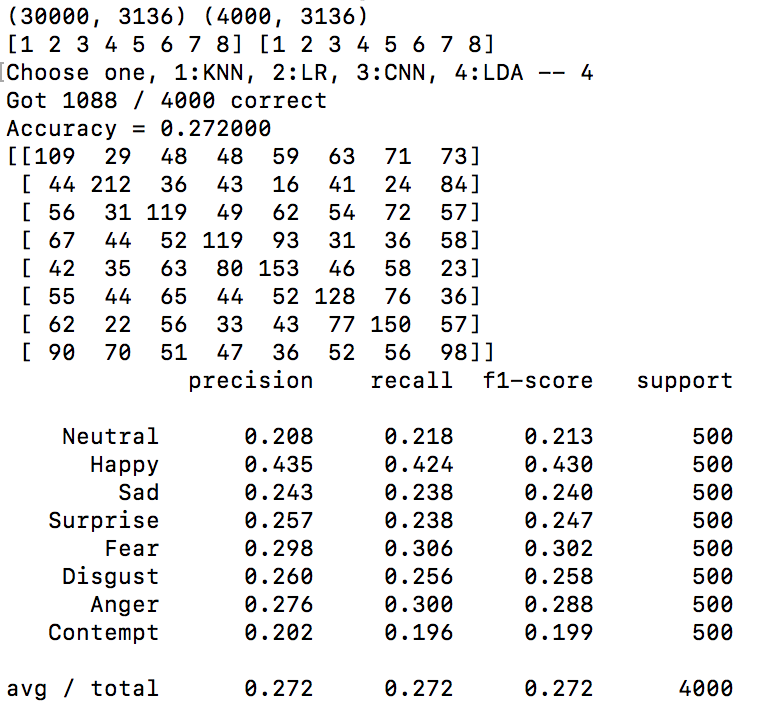 (30000, 3136) (4000, 3136)
[1 2 3 4 5 6 7 8] [1 2 3 4 5 6 7 8]
[Choose one, 1:KNN, 2:LR, 3:CNN, 4:LDA -- 4
Got 1088 / 4000 correct
Accuracy = 0.272000
[[109  29  48  48  59  63  71  73]
 [ 44 212  36  43  16  41  24  84]
 [ 56  31 119  49  62  54  72  57]
 [ 67  44  52 119  93  31  36  58]
 [ 42  35  63  80 153  46  58  23]
 [ 55  44  65  44  52 128  76  36]
 [ 62  22  56  33  43  77 150  57]
 [ 90  70  51  47  36  52  56  98]]
             precision    recall  f1-score   support
    Neutral      0.208     0.218     0.213       500
      Happy      0.435     0.424     0.430       500
        Sad      0.243     0.238     0.240       500
   Surprise      0.257     0.238     0.247       500
       Fear      0.298     0.306     0.302       500
    Disgust      0.260     0.256     0.258       500
      Anger      0.276     0.300     0.288       500
   Contempt      0.202     0.196     0.199       500
avg / total      0.272     0.272     0.272      4000